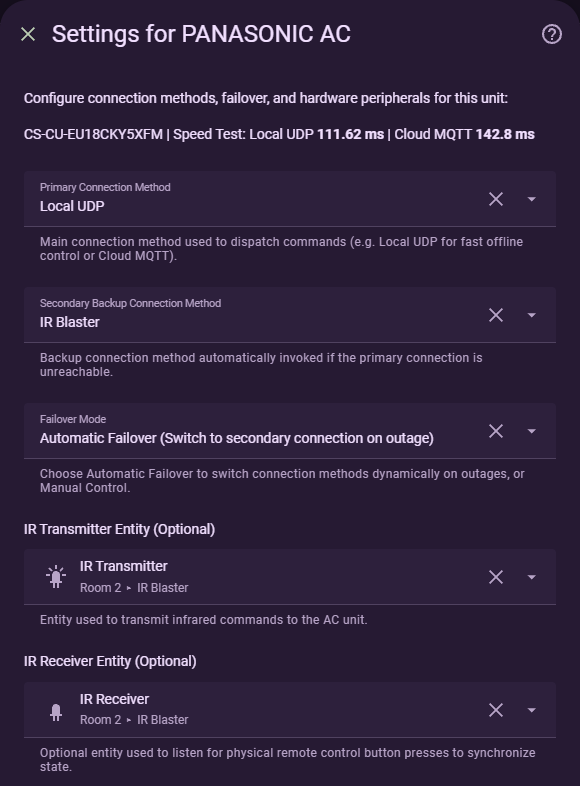 Settings for PANASONIC AC
Configure connection methods, failover, and hardware peripherals for this unit:
CS-CU-EU18CKY5XFM | Speed Test: Local UDP 111.62 ms | Cloud MQTT 142.8 ms
Primary Connection Method
Local UDP
Main connection method used to dispatch commands (e.g. Local UDP for fast offline
control or Cloud MQTT).
Secondary Backup Connection Method
IR Blaster
Backup connection method automatically invoked if the primary connection is
unreachable.
Failover Mode
Automatic Failover (Switch to secondary connection on outage)
Choose Automatic Failover to switch connection methods dynamically on outages, or
Manual Control.
IR Transmitter Entity (Optional)
IR Transmitter
Room 2 ▸ IR Blaster
Entity used to transmit infrared commands to the AC unit.
IR Receiver Entity (Optional)
IR Receiver
Room 2 ▸ IR Blaster
Optional entity used to listen for physical remote control button presses to synchronize
state.